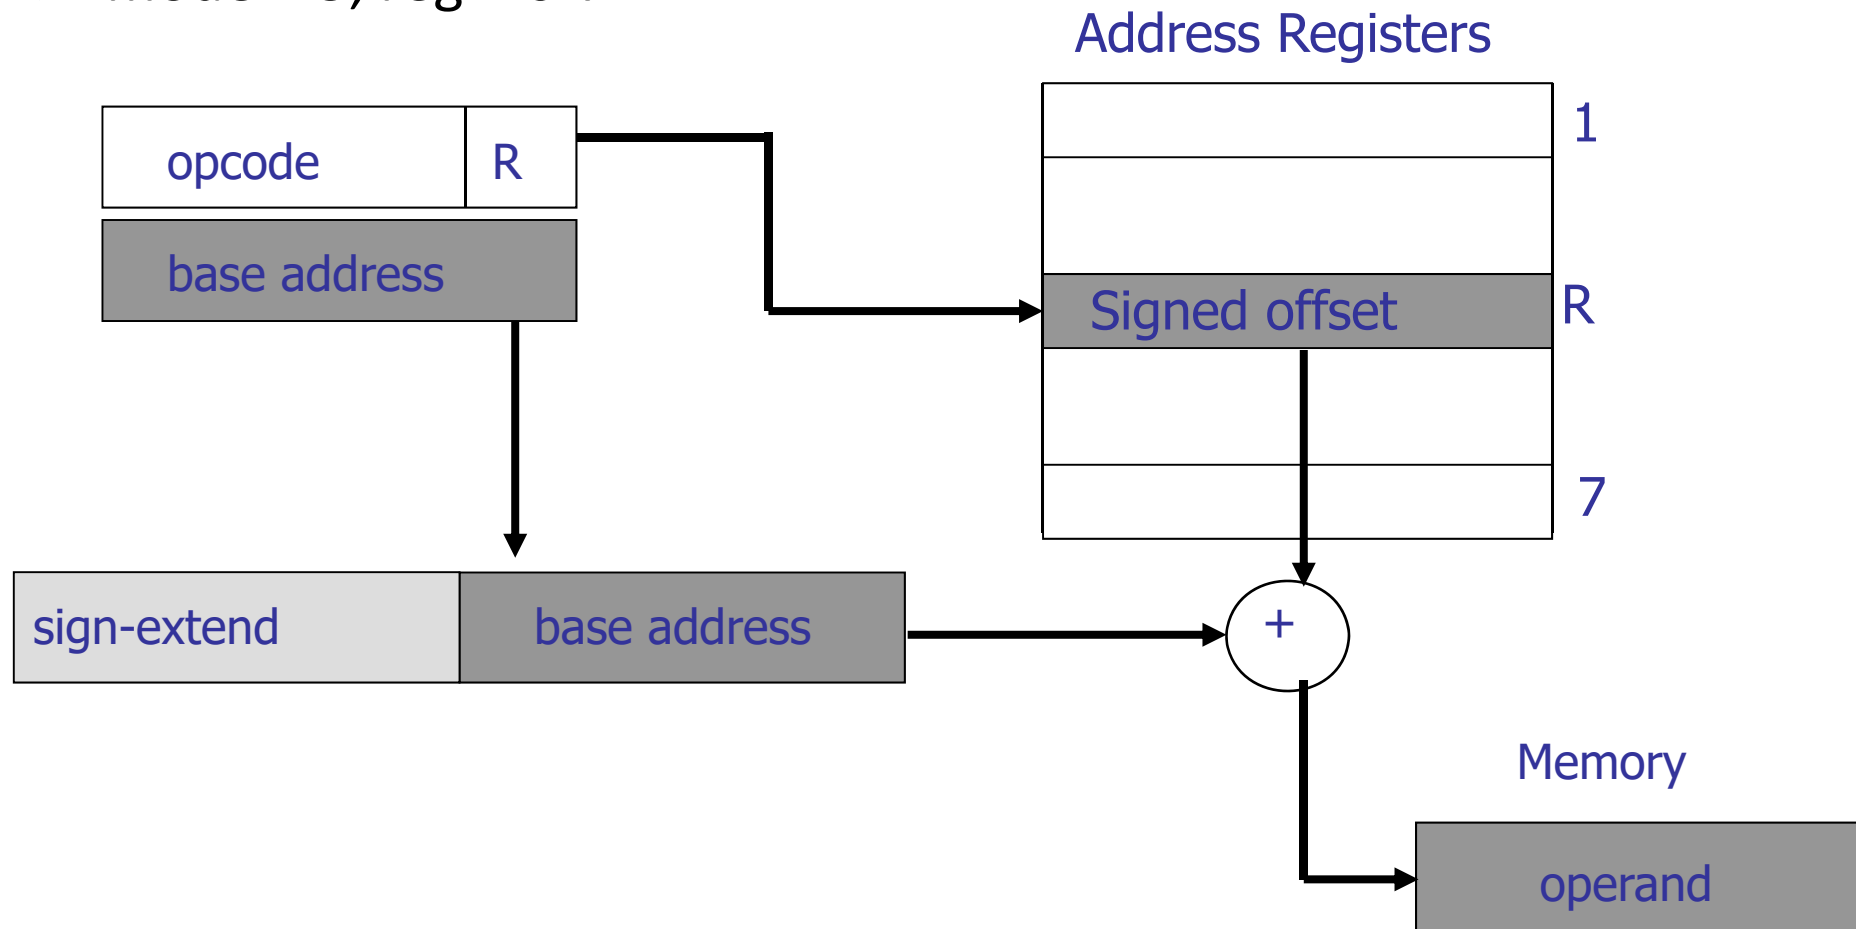 Address Registers
1
opcode R
base address
Signed offset R
7
sign-extend base address
+
Memory
operand